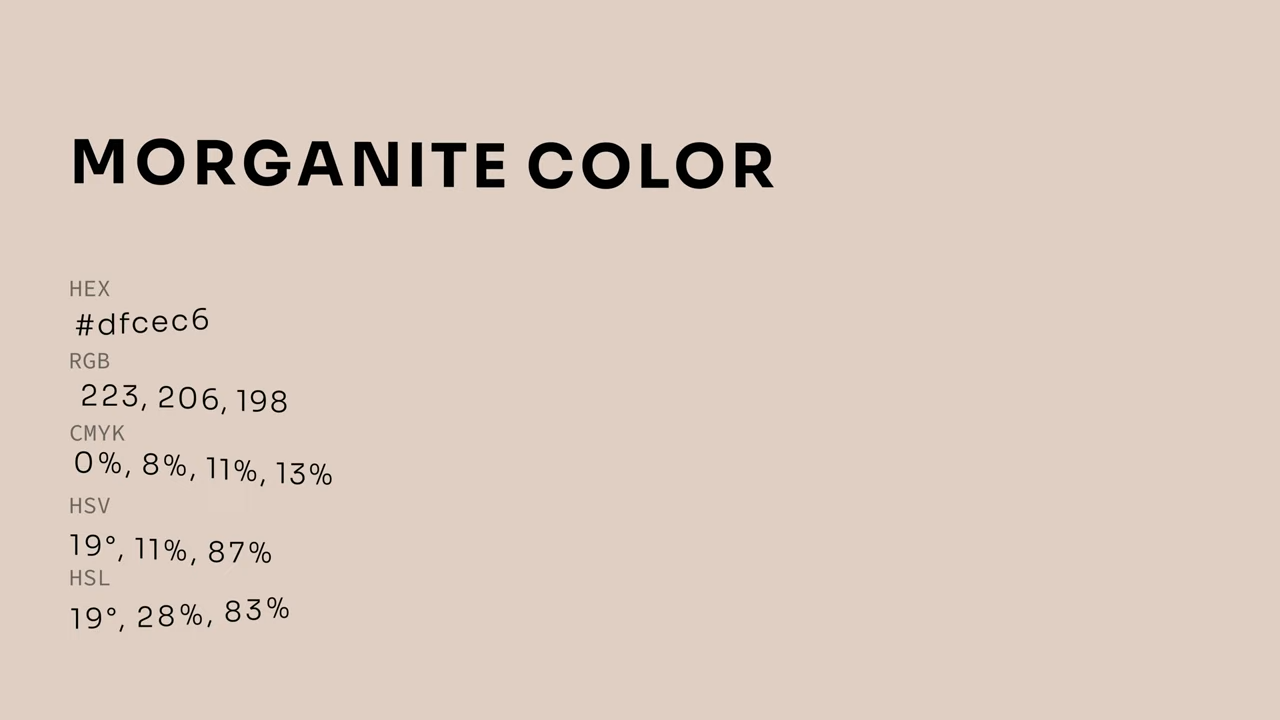 MORGANITE COLOR
HEX
#dfcec6
RGB
223, 206, 198
CMYK
0%, 8%, 11%, 13%
HSV
19°, 11%, 87%
HSL
19°, 28%, 83%